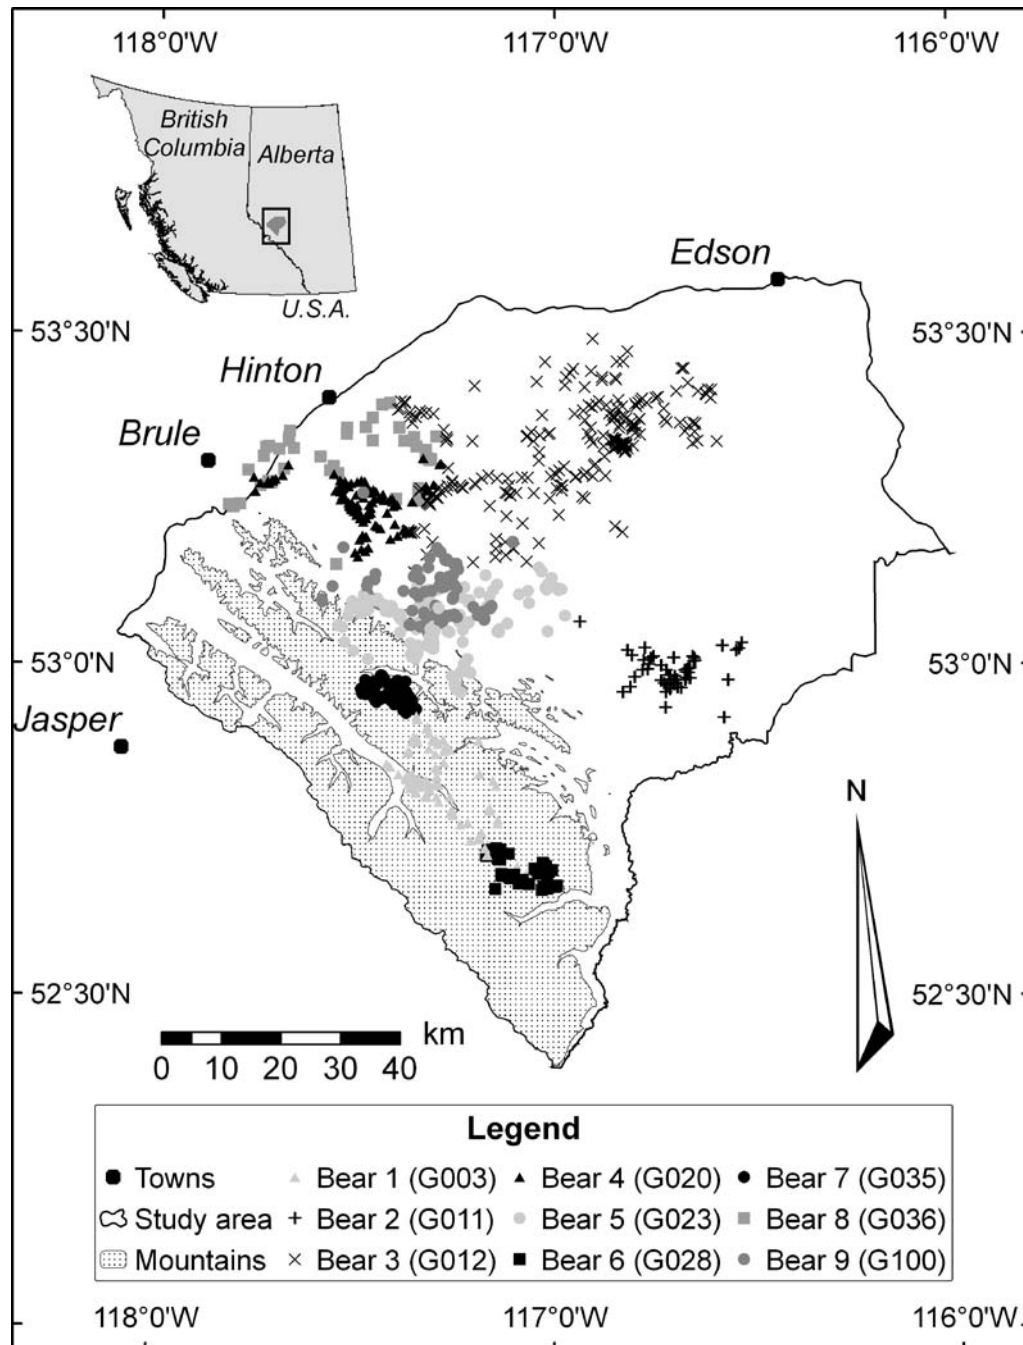 118°0'W 117°0'W 116°0'W
British
Columbia
Alberta
U.S.A.
Edson
53°30'N 53°30'N
Hinton
Brule
53°0'N 53°0'N
Jasper
N
52°30'N 52°30'N
km
0 10 20 30 40
Legend
Towns Bear 1 (G003) Bear 4 (G020) Bear 7 (G035)
Study area Bear 2 (G011) Bear 5 (G023) Bear 8 (G036)
Mountains Bear 3 (G012) Bear 6 (G028) Bear 9 (G100)
118°0'W 117°0'W 116°0'W